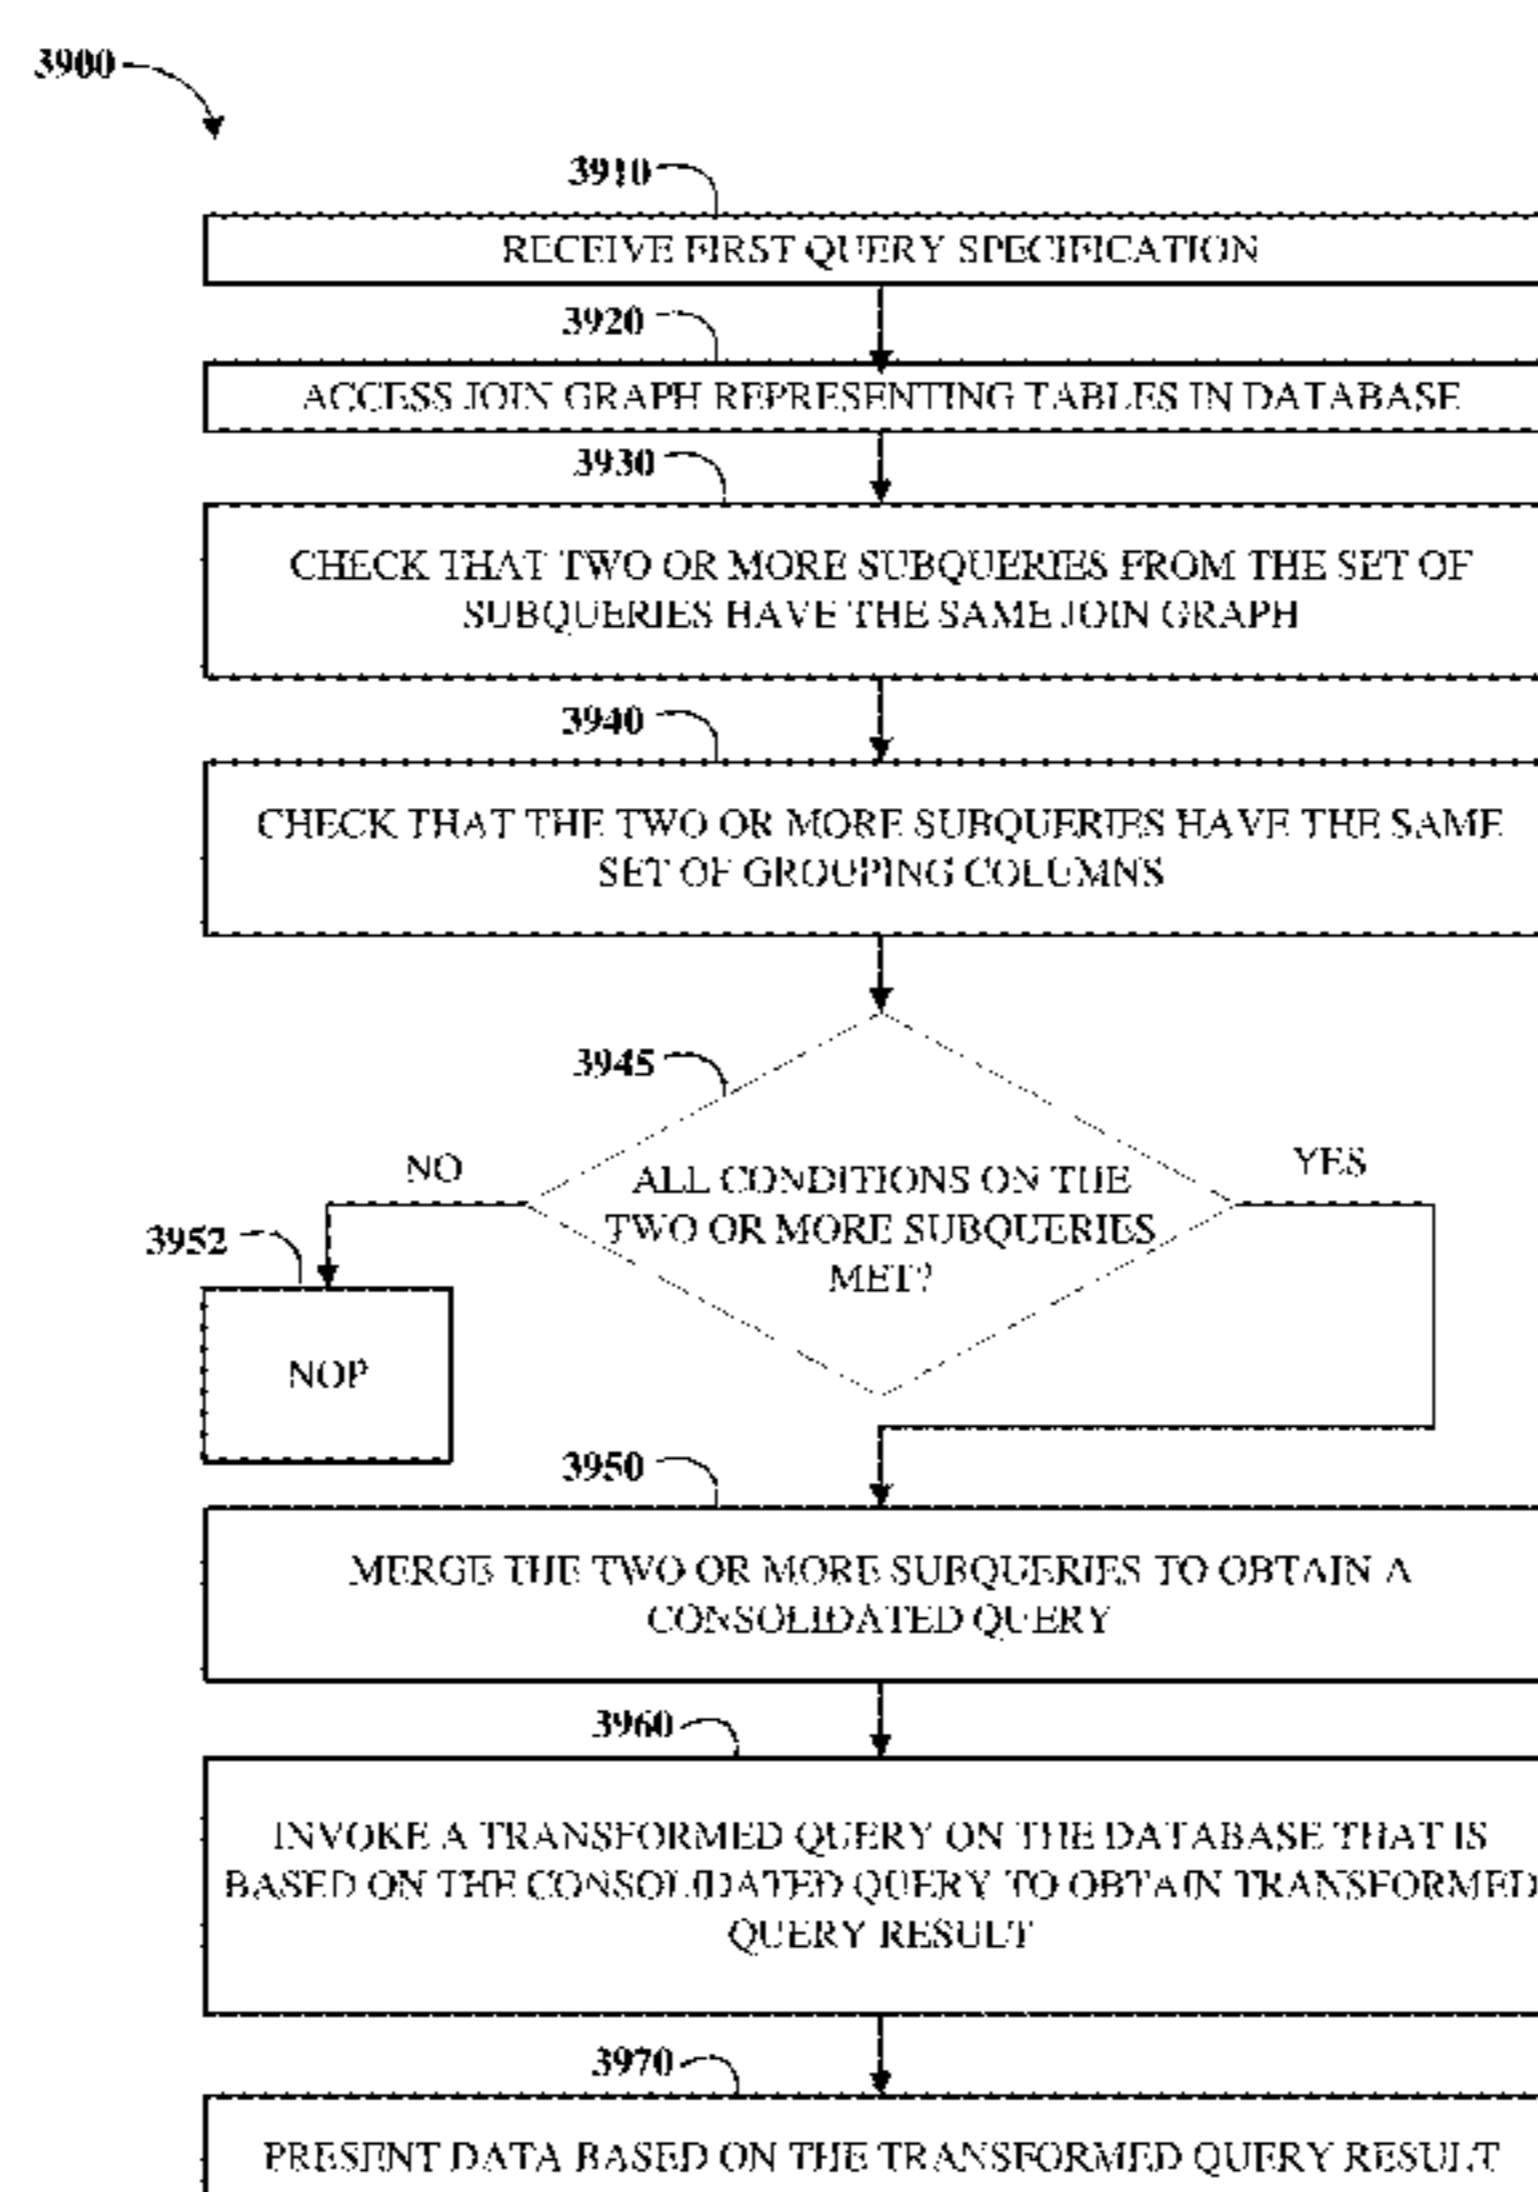 3900
3910
RECEIVE FIRST QUERY SPECIFICATION
3920
ACCESS JOIN GRAPH REPRESENTING TABLES IN DATABASE
3930
CHECK THAT TWO OR MORE SUBQUERIES FROM THE SET OF
SUBQUERIES HAVE THE SAME JOIN GRAPH
3940
CHECK THAT THE TWO OR MORE SUBQUERIES HAVE THE SAME
SET OF GROUPING COLUMNS
3945
ALL CONDITIONS ON THE
TWO OR MORE SUBQUERIES
MET?
NO
YES
3952
NOP
3950
MERGE THE TWO OR MORE SUBQUERIES TO OBTAIN A
CONSOLIDATED QUERY
3960
INVOKE A TRANSFORMED QUERY ON THE DATABASE THAT IS
BASED ON THE CONSOLIDATED QUERY TO OBTAIN TRANSFORMED
QUERY RESULT
3970
PRESENT DATA BASED ON THE TRANSFORMED QUERY RESULT